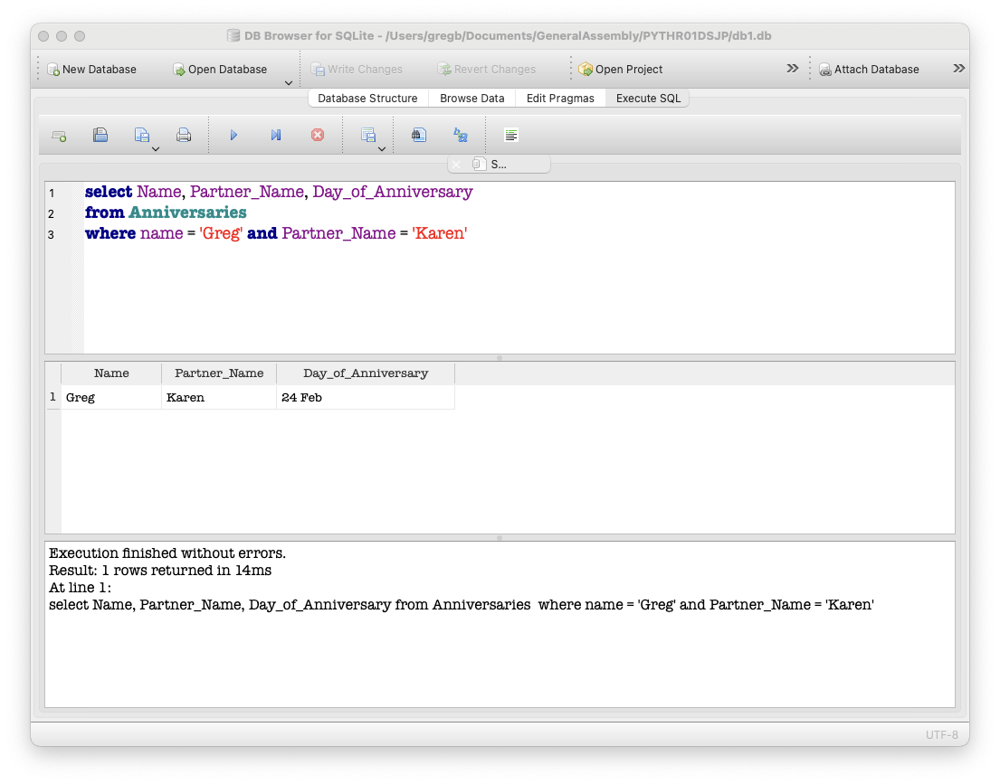 DB Browser for SQLite - /Users/gregb/Documents/GeneralAssembly/PYTHR01DSJP/db1.db
New Database Open Database Write Changes Revert Changes Open Project Attach Database
Database Structure Browse Data Edit Pragmas Execute SQL
S...
1 select Name, Partner_Name, Day_of_Anniversary
2 from Anniversaries
3 where name = 'Greg' and Partner_Name = 'Karen'
Name Partner_Name Day_of_Anniversary
1 Greg Karen 24 Feb
Execution finished without errors.
Result: 1 rows returned in 14ms
At line 1:
select Name, Partner_Name, Day_of_Anniversary from Anniversaries  where name = 'Greg' and Partner_Name = 'Karen'
UTF-8